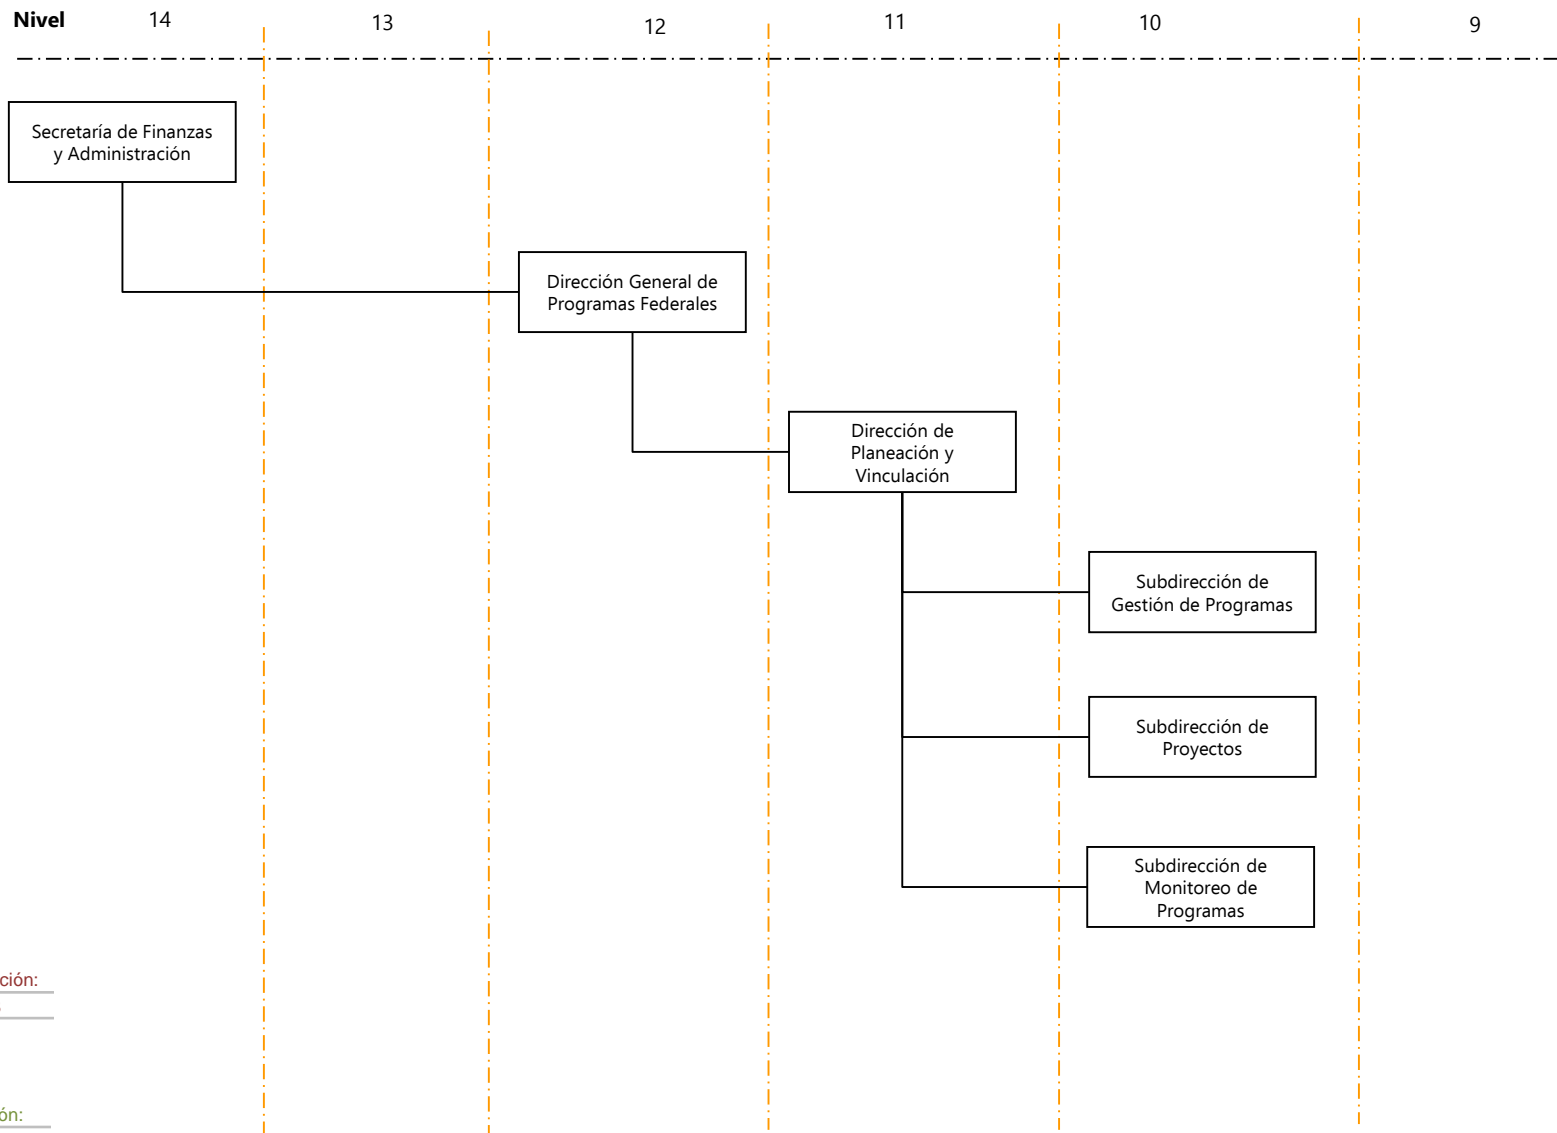 Nivel 14 13 12 11 10 9
Secretaría de Finanzas
y Administración
Dirección General de
Programas Federales
Dirección de
Planeación y
Vinculación
Subdirección de
Gestión de Programas
Subdirección de
Proyectos
Subdirección de
Monitoreo de
Programas
ción:
ón: